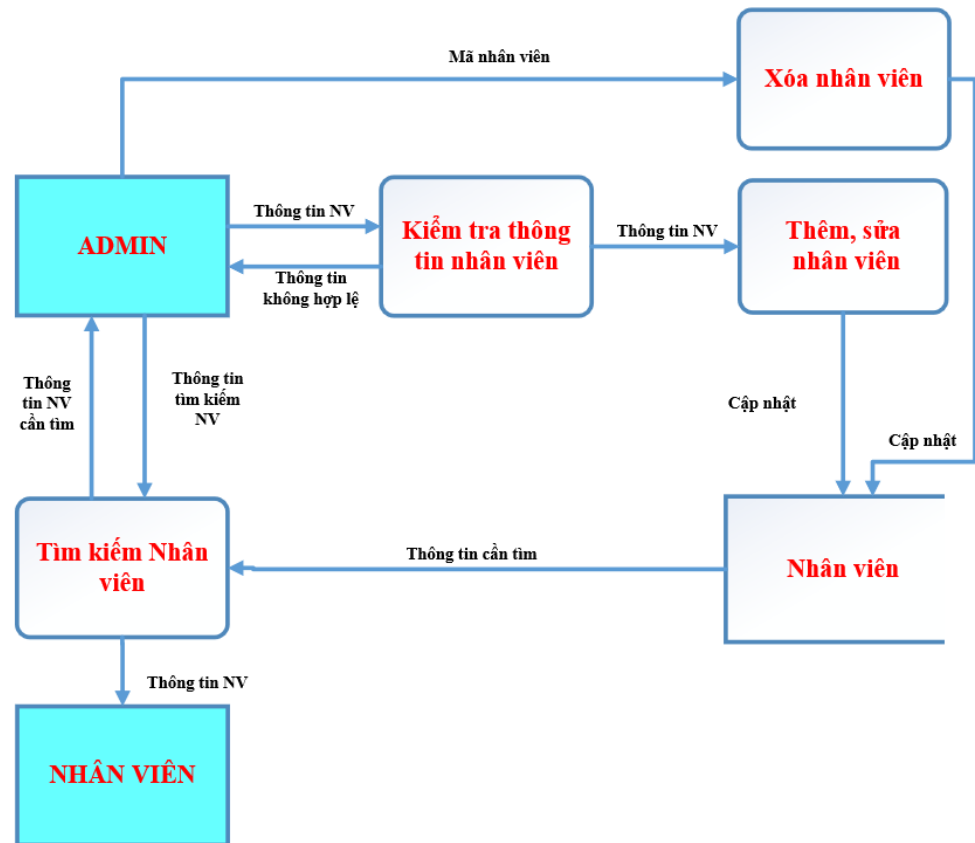 Mã nhân viên
Xóa nhân viên
ADMIN
Thông tin NV
Thông tin
không hợp lệ
Kiểm tra thông
tin nhân viên
Thông tin NV
Thêm, sửa
nhân viên
Thông
tin NV
cần tìm
Thông tin
tìm kiếm
NV
Cập nhật
Cập nhật
Tìm kiếm Nhân
viên
Thông tin cần tìm
Nhân viên
Thông tin NV
NHÂN VIÊN